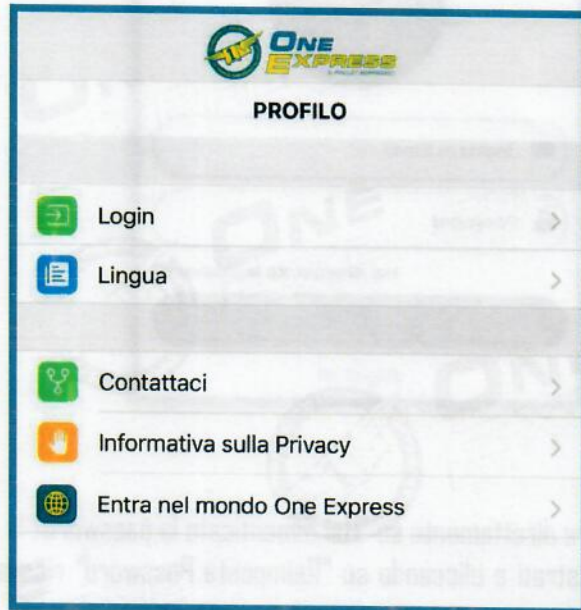 ONE
EXPRESS
PROFILO
Login
Lingua
Contattaci
Informativa sulla Privacy
Entra nel mondo One Express